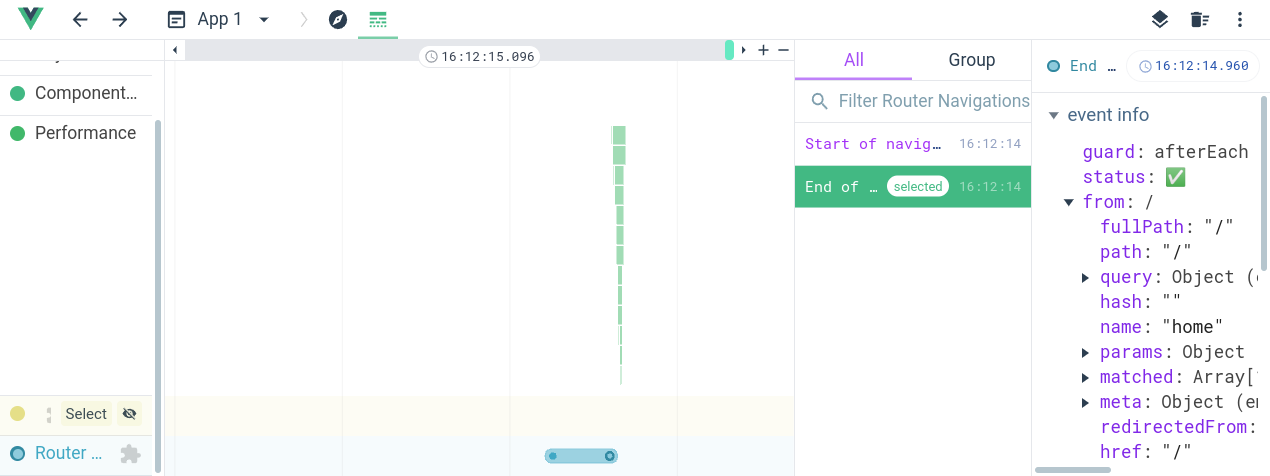 App 1
16:12:15.096
Component...
Performance
Select
Router ...
All
Group
Filter Router Navigations
Start of navig… 16:12:14
End of … selected 16:12:14
End … 16:12:14.960
event info
guard: afterEach
status: ✅
from: /
fullPath: "/"
path: "/"
query: Object (
hash: ""
name: "home"
params: Object
matched: Array[
meta: Object (em
redirectedFrom:
href: "/"